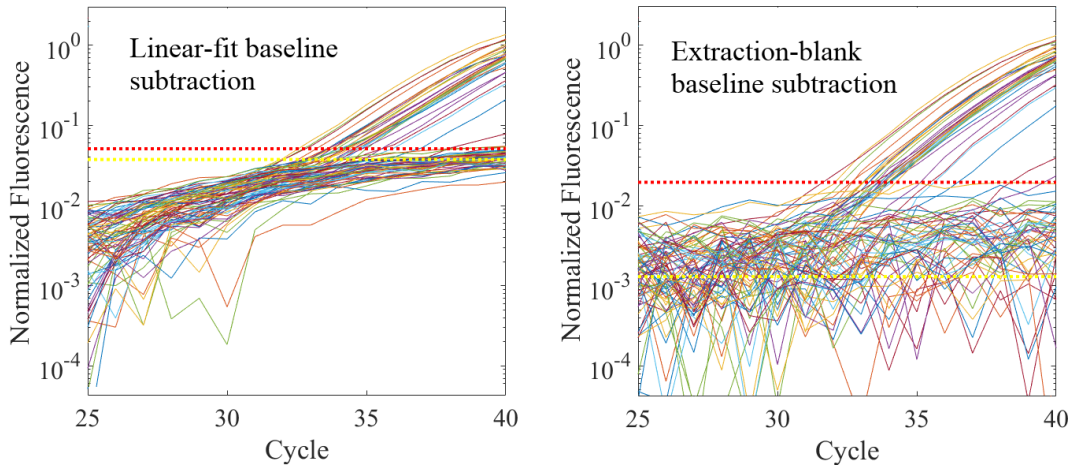 Linear-fit baseline
subtraction
Normalized Fluorescence
10^0
10^-1
10^-2
10^-3
10^-4
25
30
35
40
Cycle
Extraction-blank
baseline subtraction
Normalized Fluorescence
10^0
10^-1
10^-2
10^-3
10^-4
25
30
35
40
Cycle